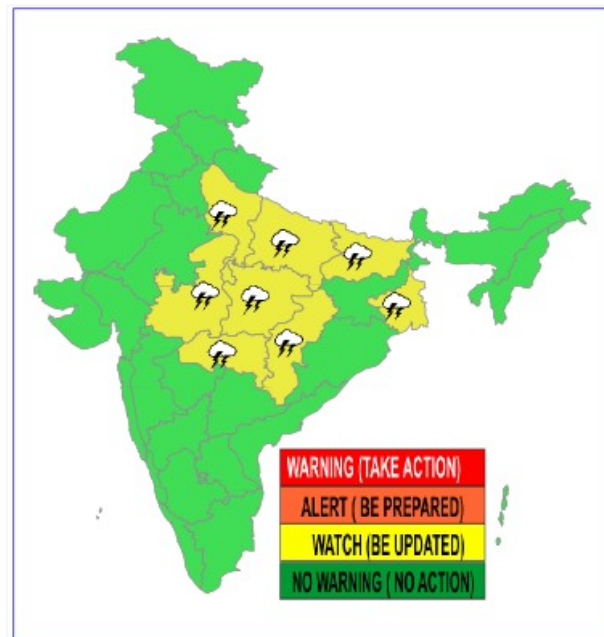 WARNING (TAKE ACTION)
ALERT ( BE PREPARED)
WATCH (BE UPDATED)
NO WARNING ( NO ACTION)